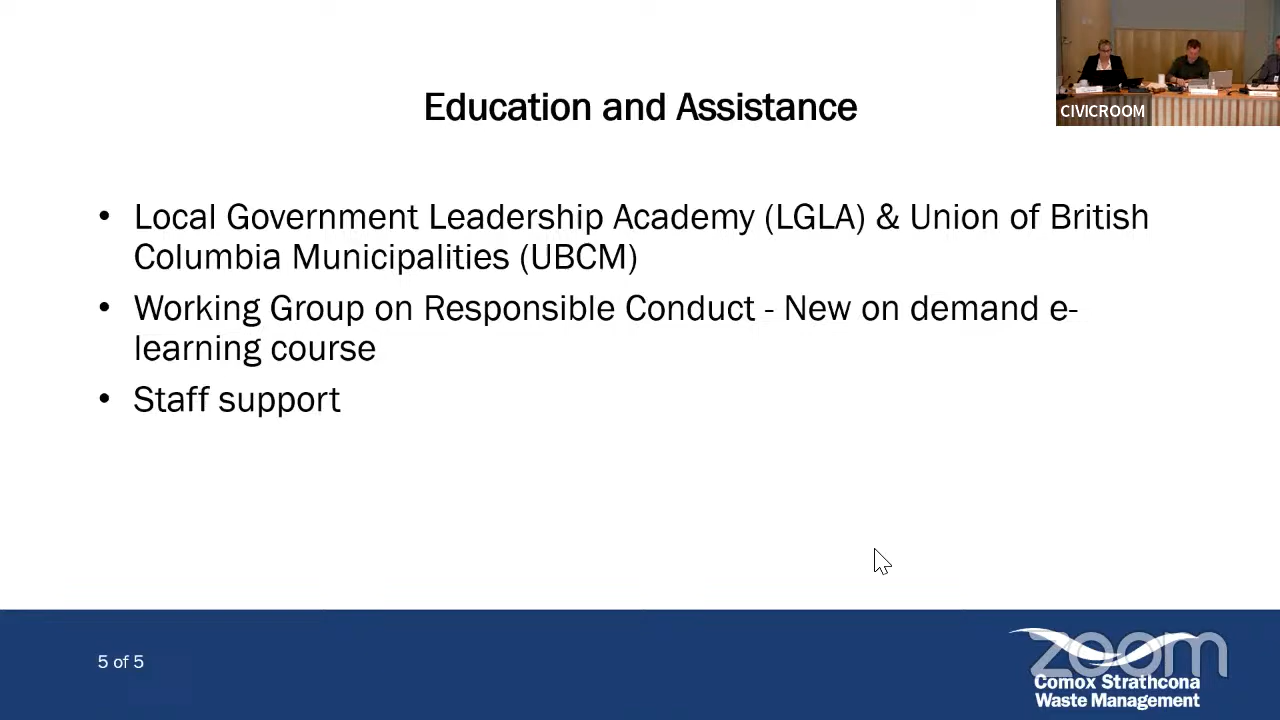 CIVICROOM
Education and Assistance
• Local Government Leadership Academy (LGLA) & Union of British
Columbia Municipalities (UBCM)
• Working Group on Responsible Conduct - New on demand e-
learning course
• Staff support
5 of 5
zoom
Comox Strathcona
Waste Management